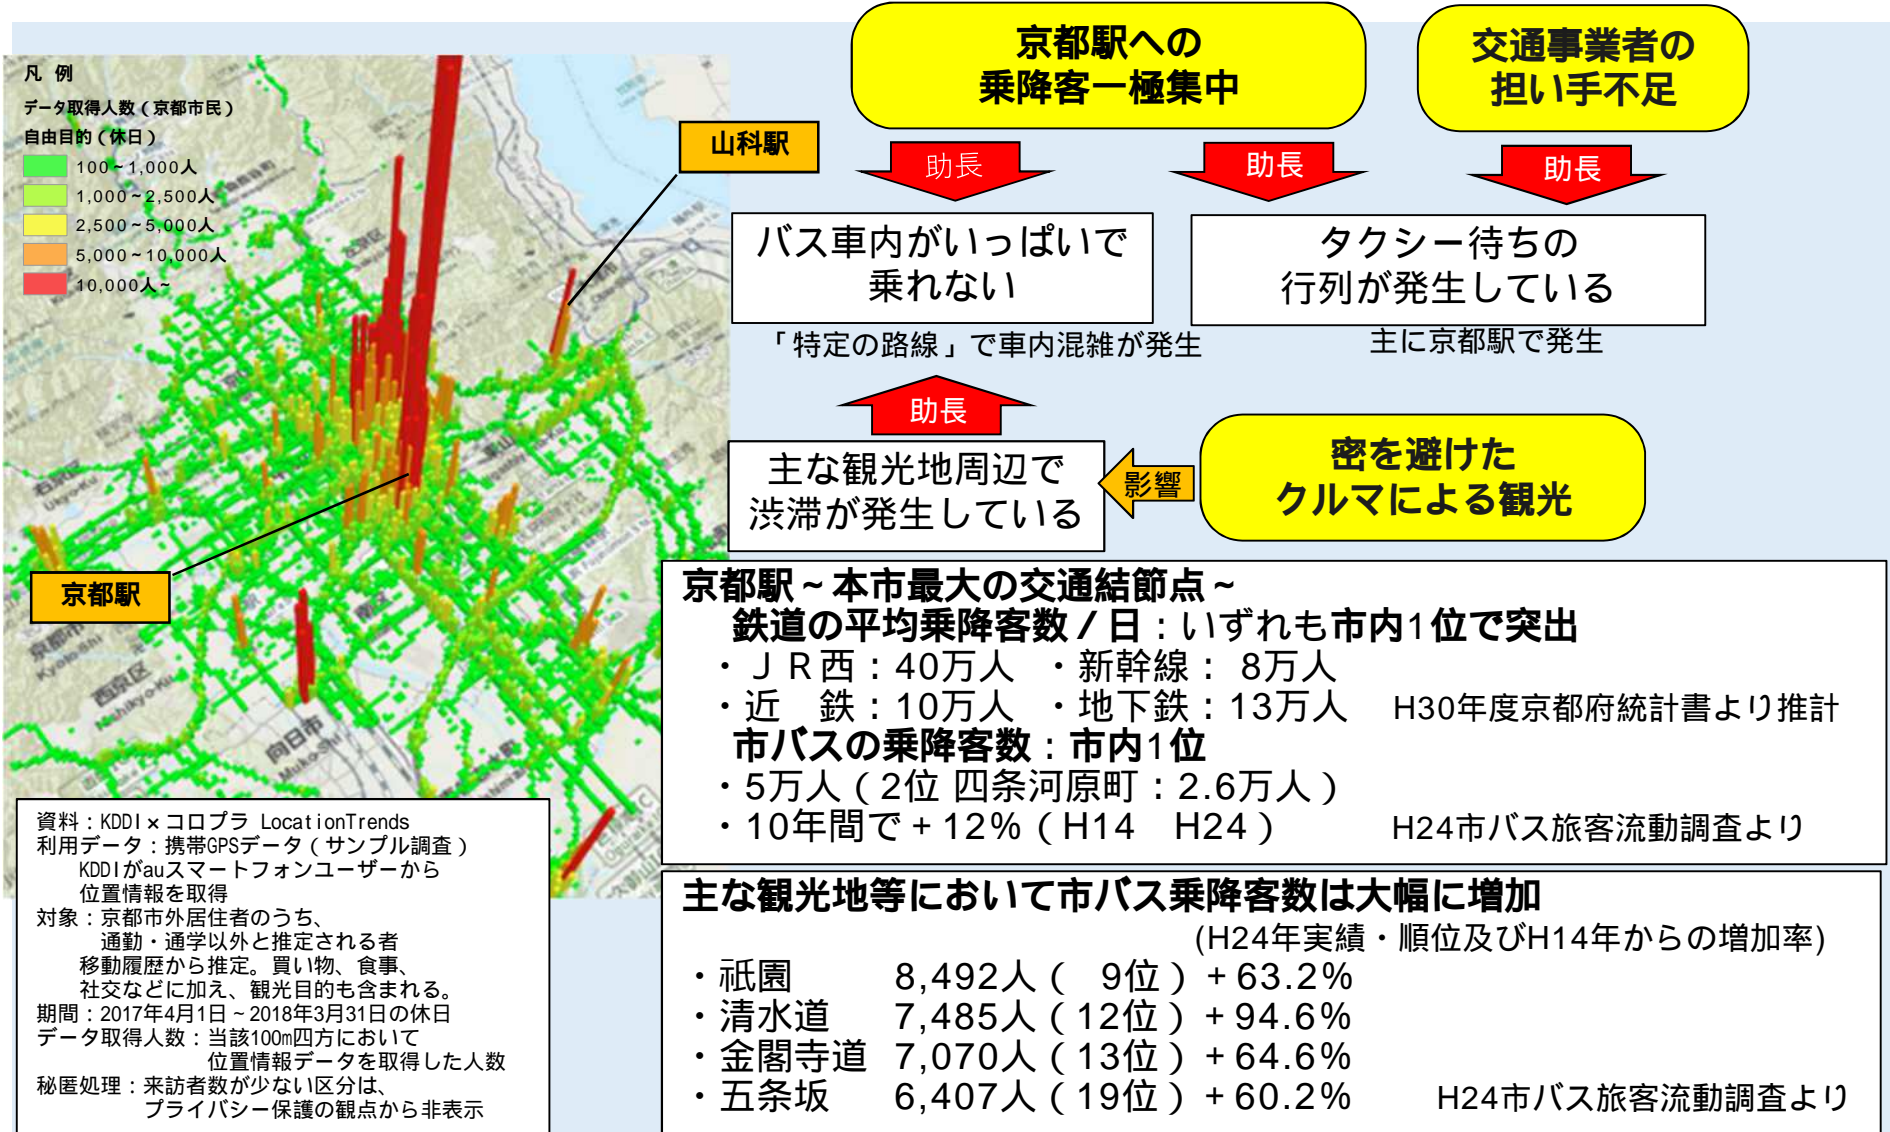 京都駅への
乗降客一極集中
交通事業者の
担い手不足
凡 例
データ取得人数(京都市民)
自由目的(休日)
100~1,000人
1,000~2,500人
2,500~5,000人
5,000~10,000人
10,000人~
山科駅
京都駅
助長
助長
助長
バス車内がいっぱいで
乗れない
「特定の路線」で車内混雑が発生
タクシー待ちの
行列が発生している
主に京都駅で発生
助長
主な観光地周辺で
渋滞が発生している
影響
密を避けた
クルマによる観光
右京区
Ukyo-Ku
京都市
Kyoto-Shi
西京区
Nishikyo-Ku
向日市
Muko-Shi
南区
京都駅~本市最大の交通結節点~
鉄道の平均乗降客数/日:いずれも市内1位で突出
・JR西:40万人 ・新幹線: 8万人
・近 鉄:10万人 ・地下鉄:13万人 H30年度京都府統計書より推計
市バスの乗降客数:市内1位
・5万人(2位 四条河原町:2.6万人)
・10年間で+12%(H14 H24) H24市バス旅客流動調査より
主な観光地等において市バス乗降客数は大幅に増加
(H24年実績・順位及びH14年からの増加率)
・祇園 8,492人( 9位)+63.2%
・清水道 7,485人(12位)+94.6%
・金閣寺道 7,070人(13位)+64.6%
・五条坂 6,407人(19位)+60.2% H24市バス旅客流動調査より
資料:KDDI×コロプラ LocationTrends
利用データ:携帯GPSデータ(サンプル調査)
KDDIがauスマートフォンユーザーから
位置情報を取得
対象:京都市外居住者のうち、
通勤・通学以外と推定される者
移動履歴から推定。買い物、食事、
社交などに加え、観光目的も含まれる。
期間:2017年4月1日~2018年3月31日の休日
データ取得人数:当該100m四方において
位置情報データを取得した人数
秘匿処理:来訪者数が少ない区分は、
プライバシー保護の観点から非表示